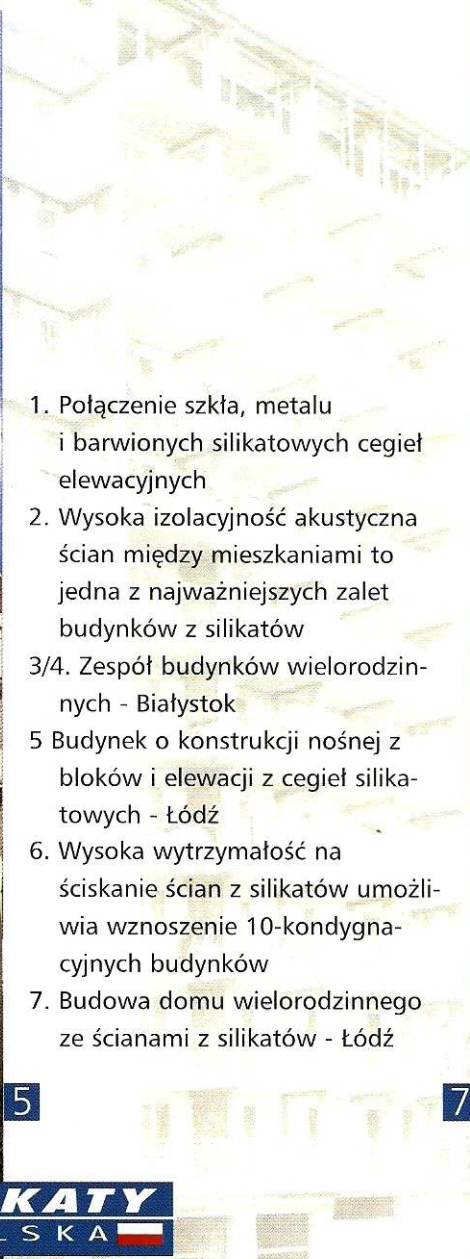 1. Połączenie szkła, metalu
i barwionych silikatowych cegieł
elewacyjnych
2. Wysoka izolacyjność akustyczna
ścian między mieszkaniami to
jedna z najważniejszych zalet
budynków z silikatów
3/4. Zespół budynków wielorodzin-
nych - Białystok
5 Budynek o konstrukcji nośnej z
bloków i elewacji z cegieł silika-
towych - Łódź
6. Wysoka wytrzymałość na
ściskanie ścian z silikatów umożli-
wia wznoszenie 10-kondygna-
cyjnych budynków
7. Budowa domu wielorodzinnego
ze ścianami z silikatów - Łódź
5 7
KATY
LSKA